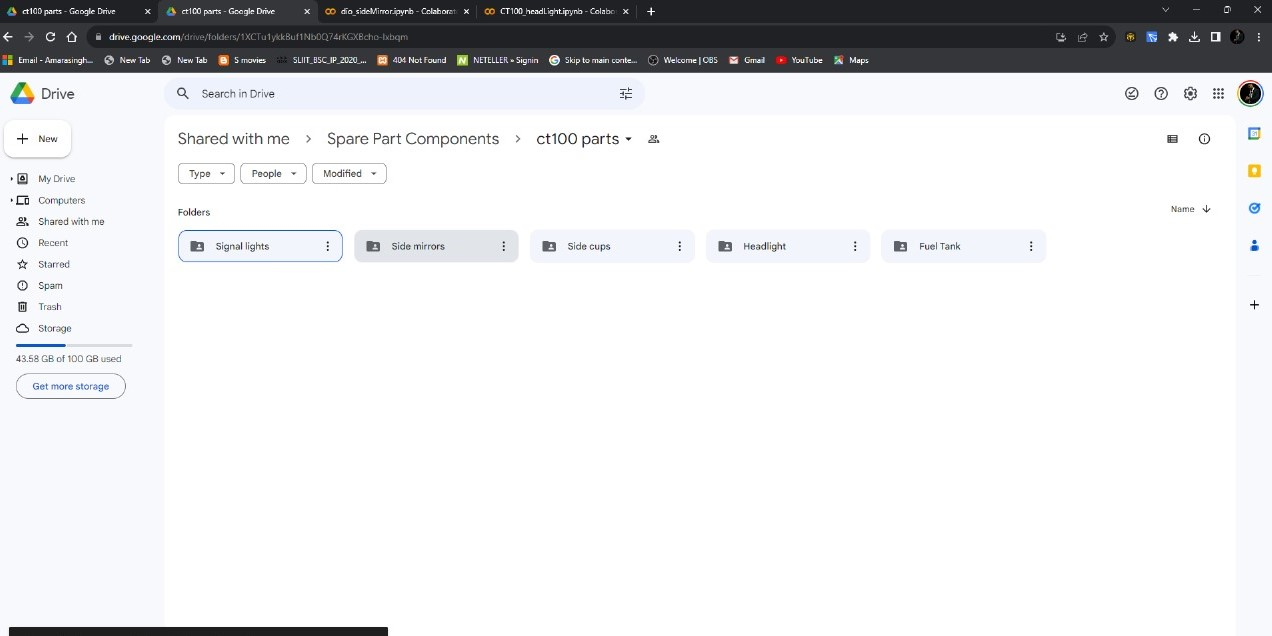 ct100 parts - Google Drive
ct100 parts - Google Drive
dio_sideMirror.ipynb - Colaborat
CT100_headLight.ipynb - Colabo
drive.google.com/drive/folders/1XCTu1ykkBuf1Nb0Q74rKGXBcho-lxbqm
Email - Amarasingh...
New Tab
New Tab
S movies
SLIIT_BSC_IP_2020_...
404 Not Found
NETELLER » Signin
Skip to main conte...
Welcome | OBS
Gmail
YouTube
Maps
Drive
Search in Drive
New
Shared with me > Spare Part Components > ct100 parts
Type
People
Modified
My Drive
Computers
Shared with me
Recent
Starred
Spam
Trash
Storage
43.58 GB of 100 GB used
Get more storage
Folders
Name
Signal lights
Side mirrors
Side cups
Headlight
Fuel Tank